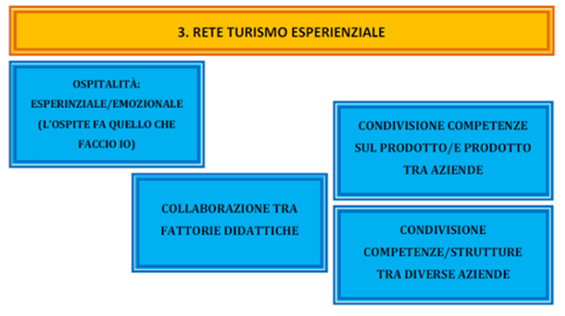 3. RETE TURISMO ESPERIENZIALE
OSPITALITÀ:
ESPERINZIALE/EMOZIONALE
(L'OSPITE FA QUELLO CHE
FACCIO IO)
CONDIVISIONE COMPETENZE
SUL PRODOTTO/E PRODOTTO
TRA AZIENDE
COLLABORAZIONE TRA
FATTORIE DIDATTICHE
CONDIVISIONE
COMPETENZE/STRUTTURE
TRA DIVERSE AZIENDE